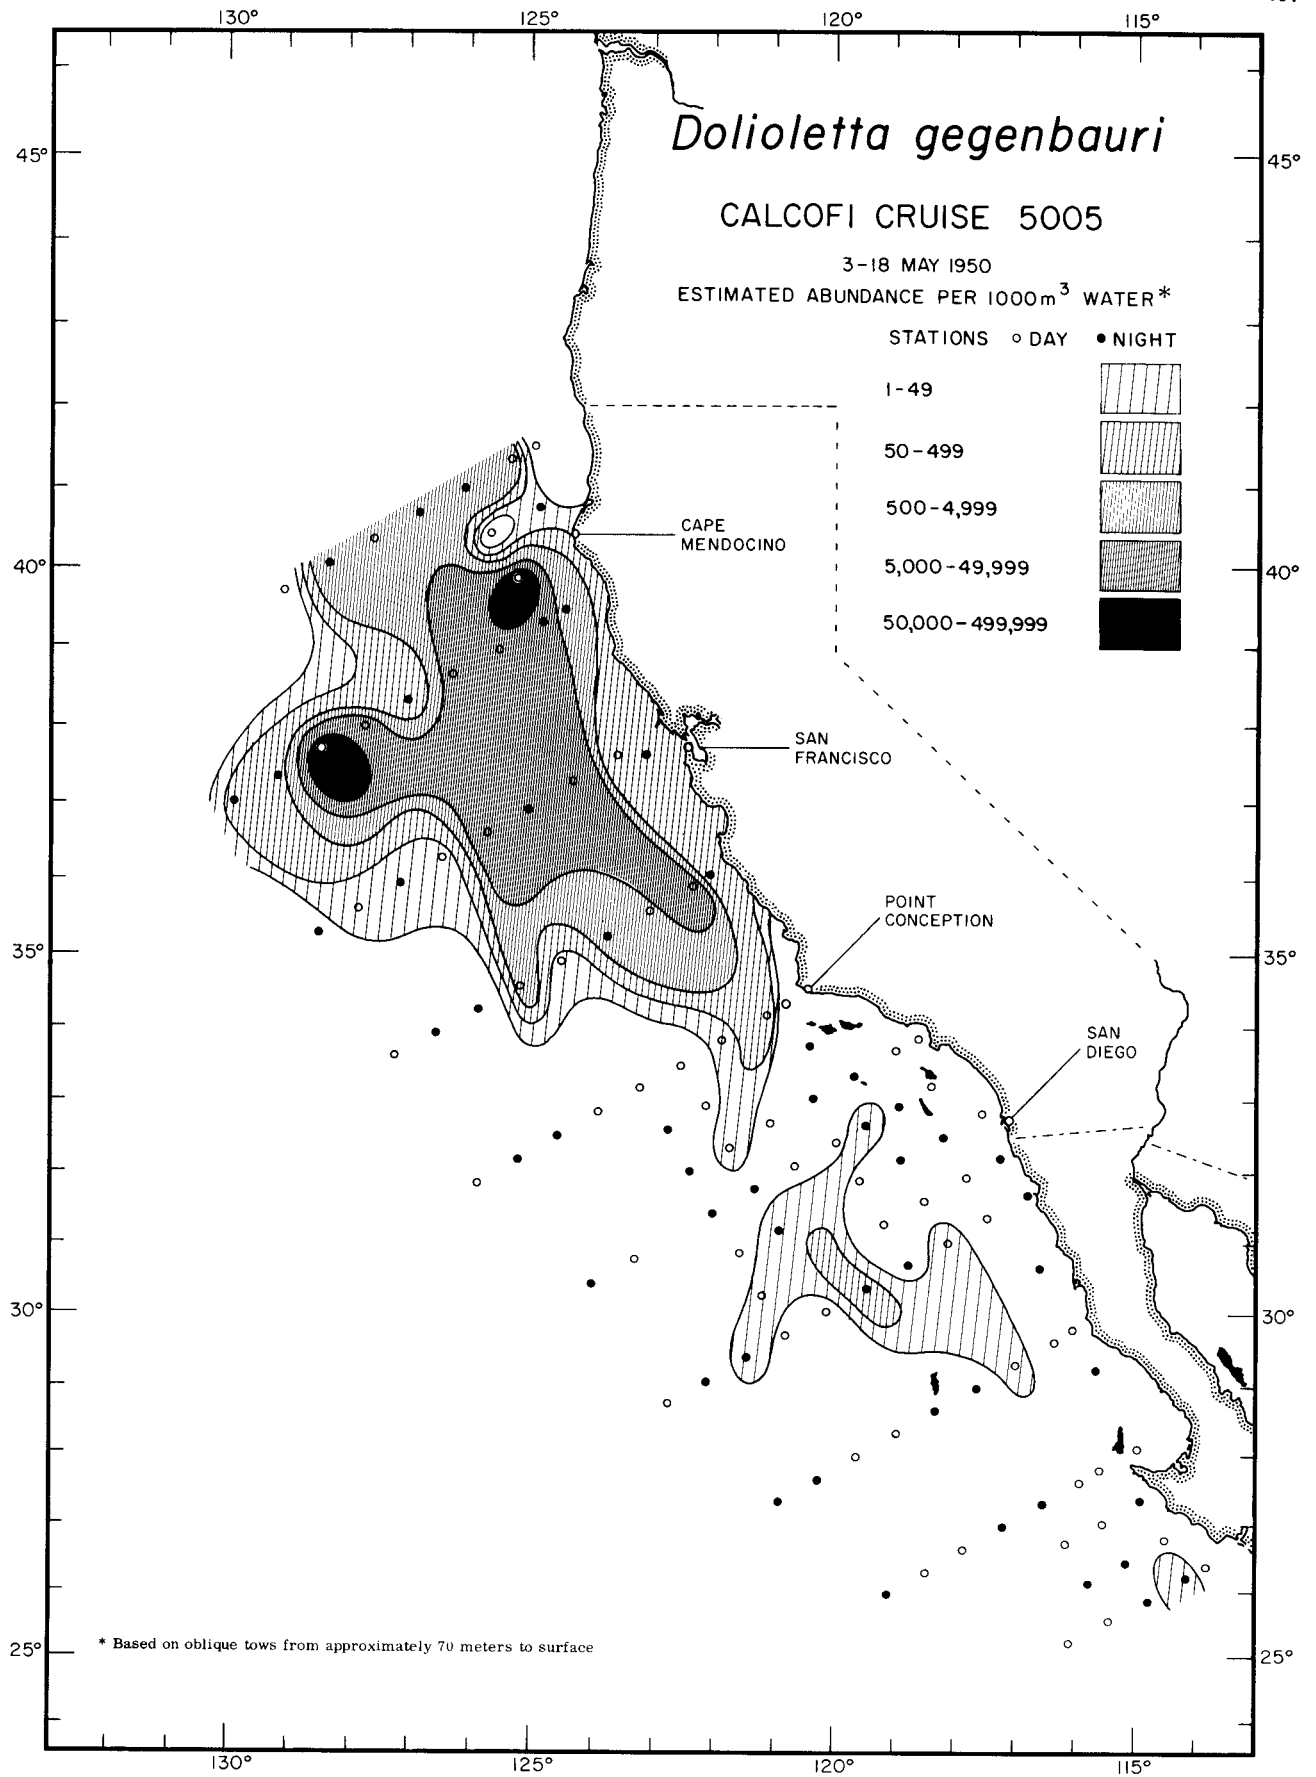 130° 125° 120° 115°
Dolioletta gegenbauri
45° 45°
CALCOFI CRUISE 5005
3-18 MAY 1950
ESTIMATED ABUNDANCE PER 1000m³ WATER*
STATIONS ○ DAY ● NIGHT
1-49
50-499
500-4,999
CAPE
MENDOCINO
40° 5,000-49,999 40°
50,000-499,999
SAN
FRANCISCO
POINT
CONCEPTION
35° 35°
SAN
DIEGO
30° 30°
* Based on oblique tows from approximately 70 meters to surface
25° 25°
130° 125° 120° 115°